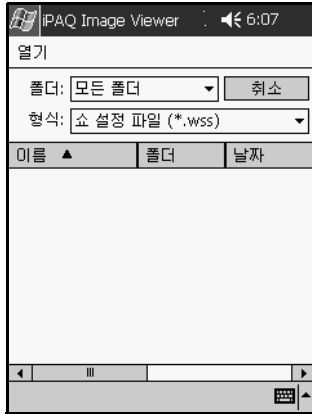 iPAQ Image Viewer 6:07
열기
폴더: 모든 폴더 취소
형식: 쇼 설정 파일 (*.wss)
이름 ▲ 폴더 날짜